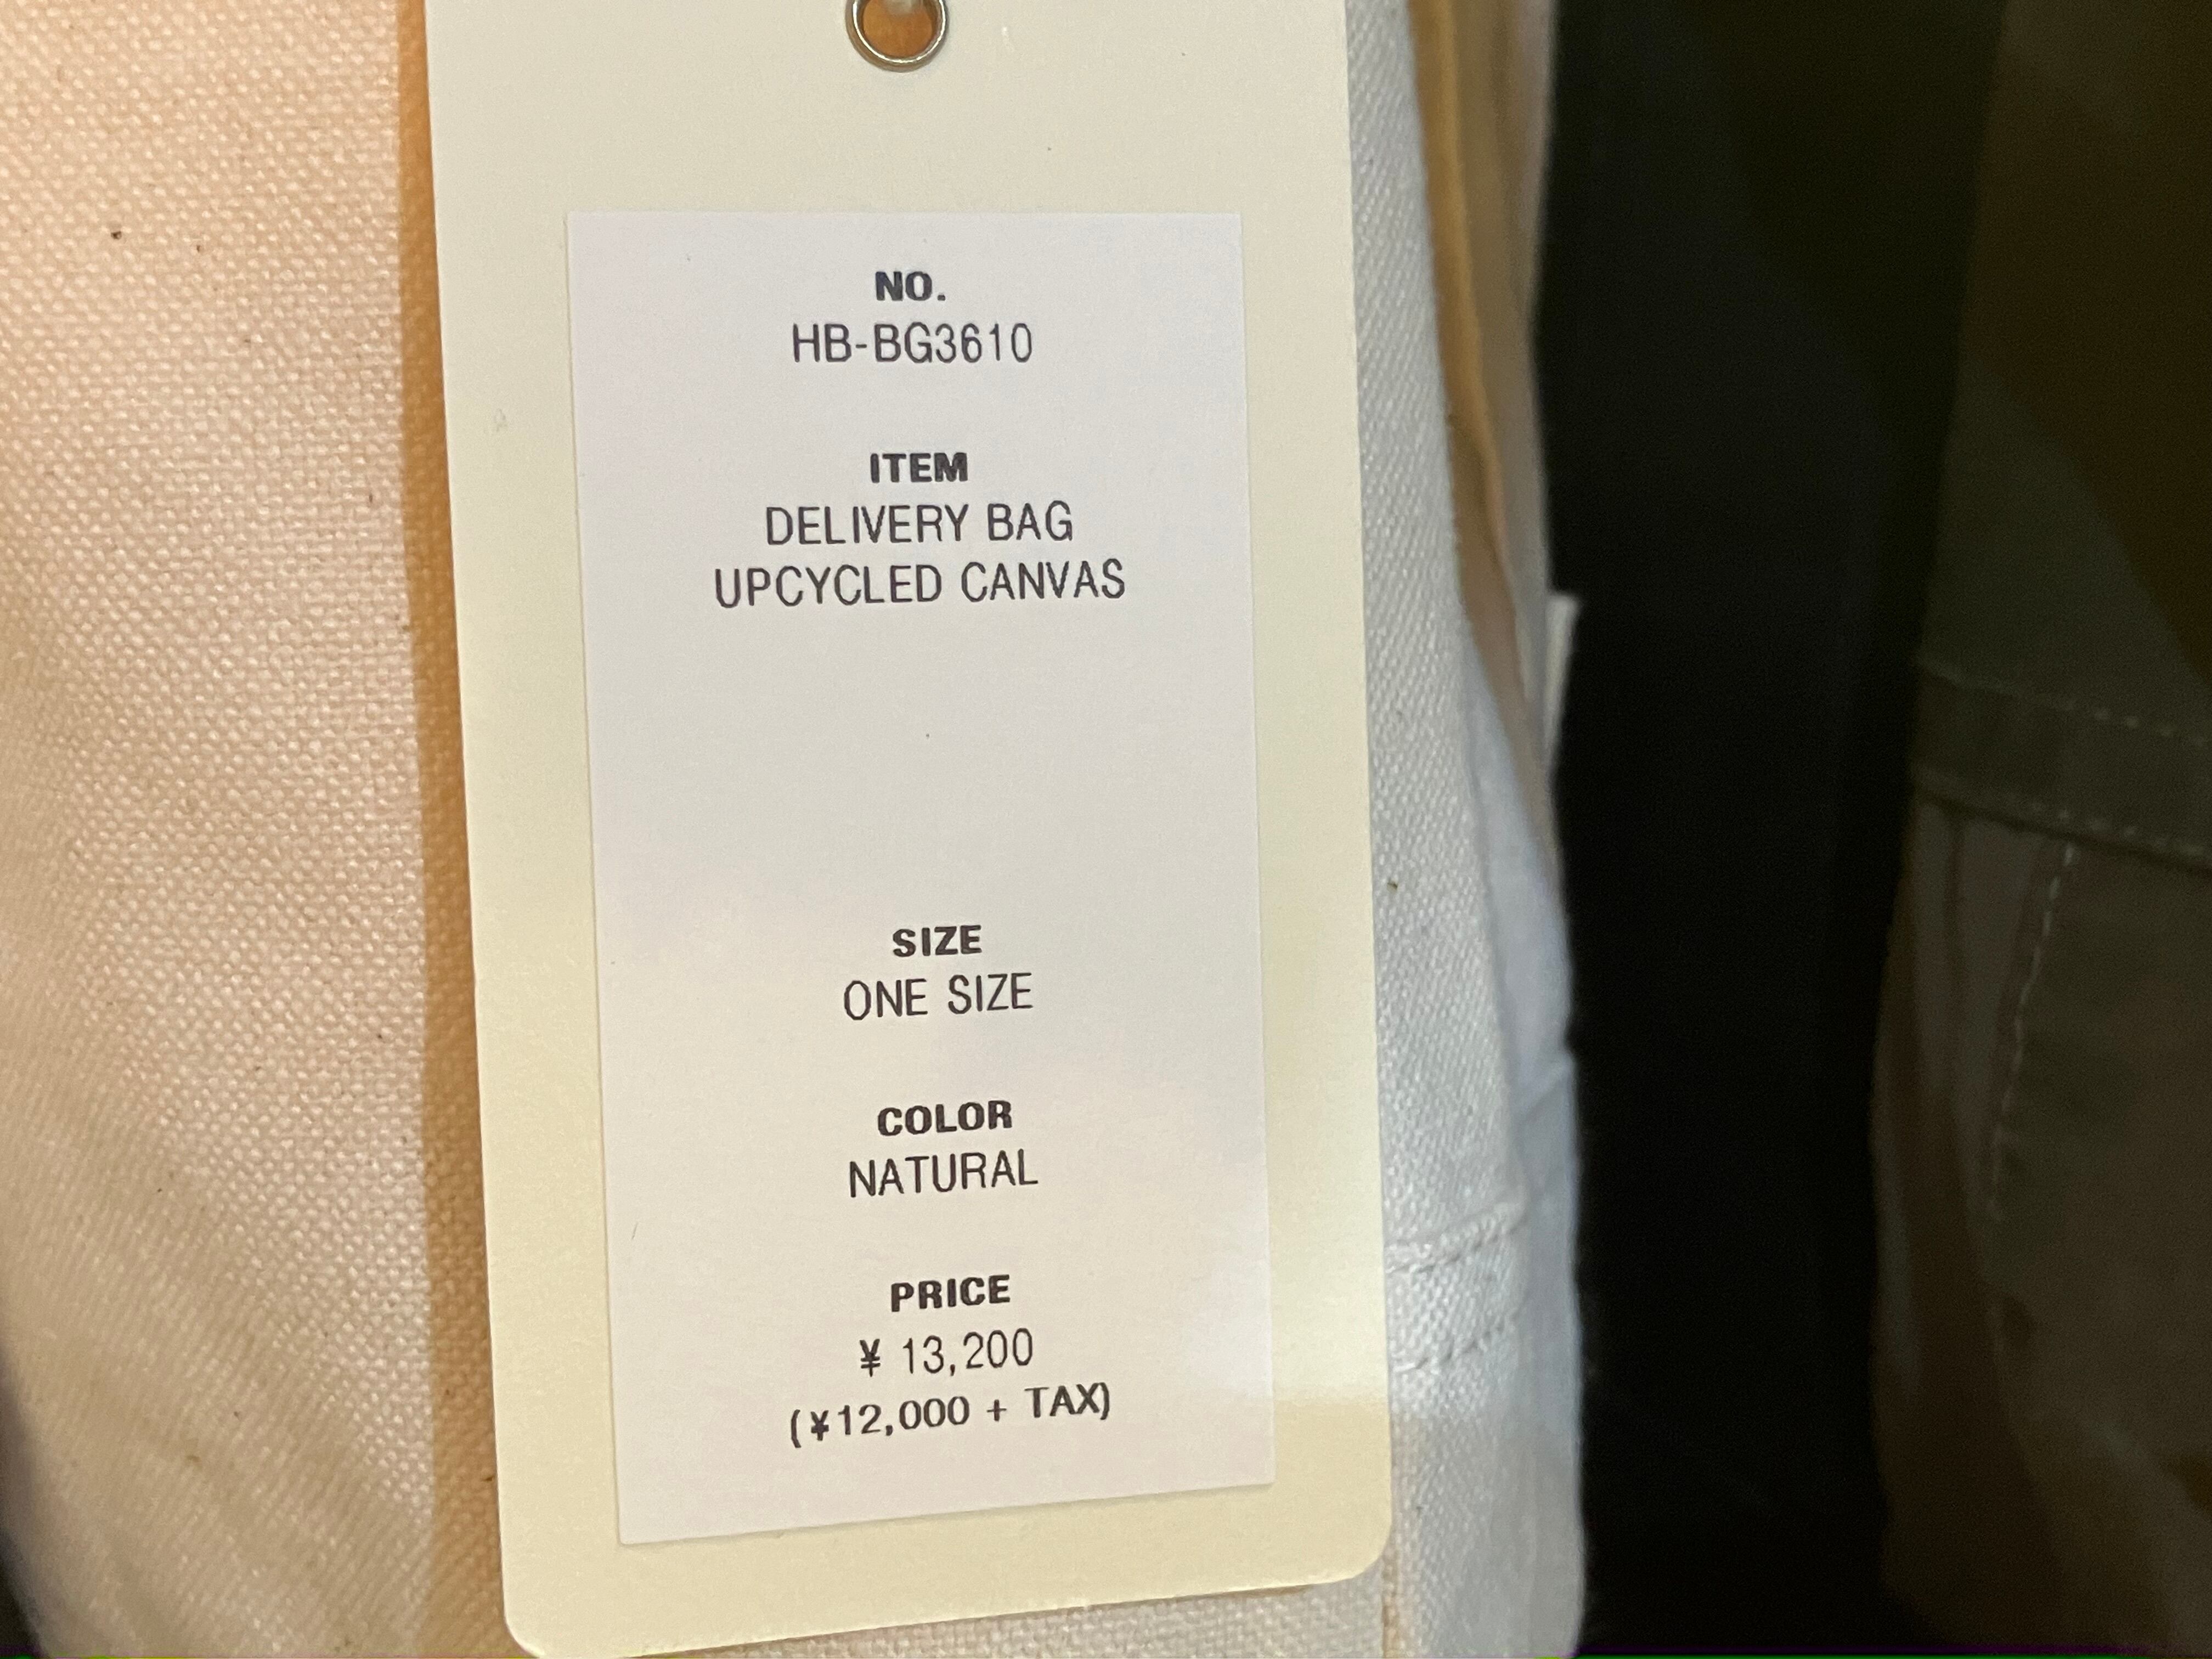 NO.
HB-BG3610
ITEM
DELIVERY BAG
UPCYCLED CANVAS
SIZE
ONE SIZE
COLOR
NATURAL
PRICE
¥ 13,200
(¥12,000 + TAX)